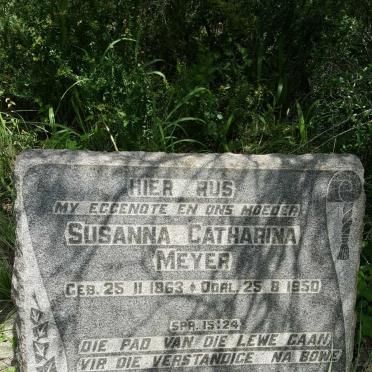 HIER RUS
MY EGGENOTE EN ONS MOEDER
SUSANNA CATHARINA
MEYER
GEB. 25 11 1863 + OORL. 25 8 1950
SPR. 15:24
DIE PAD VAN DIE LEWE GAAN
VIR DIE VERSTANDIGE NA BOWE